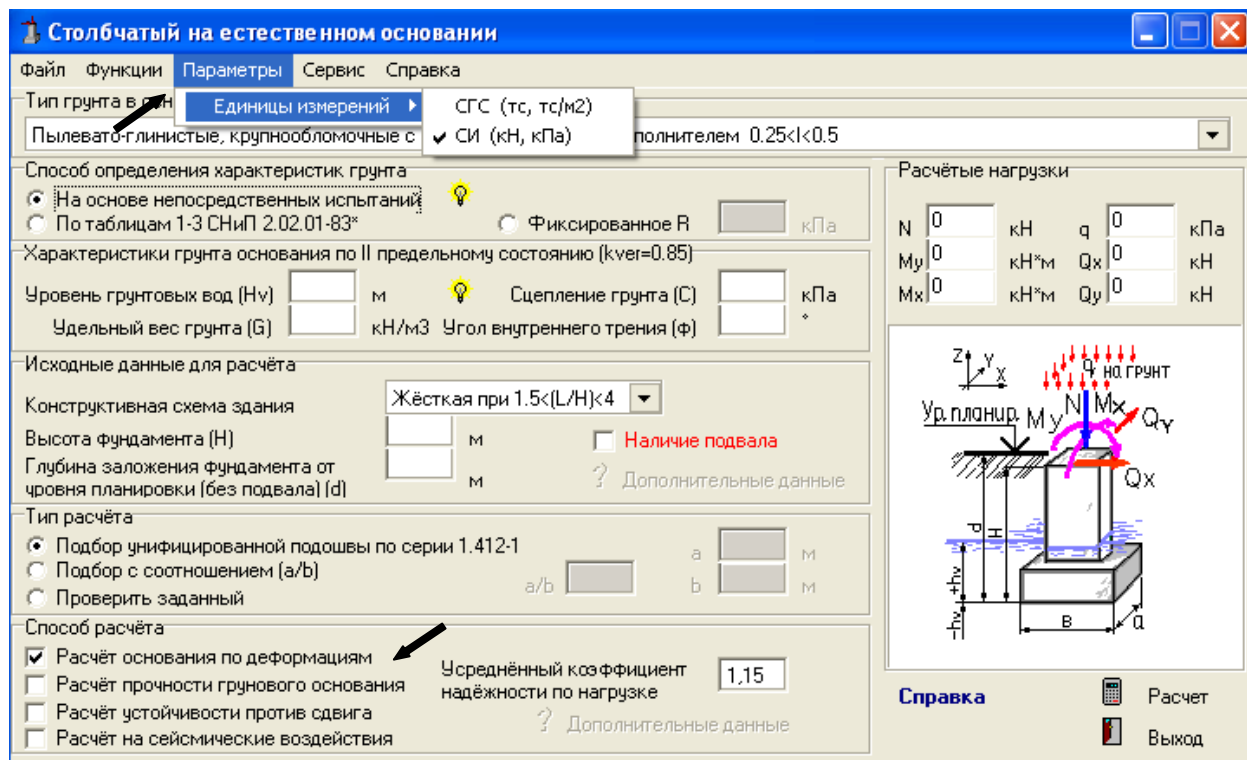 Столбчатый на естественном основании
Файл Функции Параметры Сервис Справка
Единицы измерений
СГС (тс, тс/м2)
СИ (кН, кПа)
Тип грунта в
Пылевато-глинистые, крупнообломочные с полнителем 0.25<I<0.5
Способ определения характеристик грунта
На основе непосредственных испытаний
По таблицам 1-3 СНиП 2.02.01-83*
Фиксированное R кПа
Характеристики грунта основания по II предельному состоянию (kver=0.85)
Уровень грунтовых вод (Hv) м Сцепление грунта (C) кПа
Удельный вес грунта (G) кН/м3 Угол внутреннего трения (ф) °
Исходные данные для расчёта
Конструктивная схема здания Жёсткая при 1.5<(L/H)<4
Высота фундамента (H) м Наличие подвала
Глубина заложения фундамента от
уровня планировки (без подвала) (d) м ? Дополнительные данные
Тип расчёта
Подбор унифицированной подошвы по серии 1.412-1 a м
Подбор с соотношением (a/b) a/b b м
Проверить заданный
Способ расчёта
Расчёт основания по деформациям
Расчёт прочности грунового основания
Расчёт устойчивости против сдвига
Расчёт на сейсмические воздействия
Усреднённый коэффициент
надёжности по нагрузке 1,15
? Дополнительные данные
Расчётые нагрузки
N 0 кН q 0 кПа
My 0 кН*м Qx 0 кН
Mx 0 кН*м Qy 0 кН
Z Y X
q на грунт
Ур.планир. My N Mx Qy
Qx
d H
+hv
-hv
B a
Справка Расчет
Выход